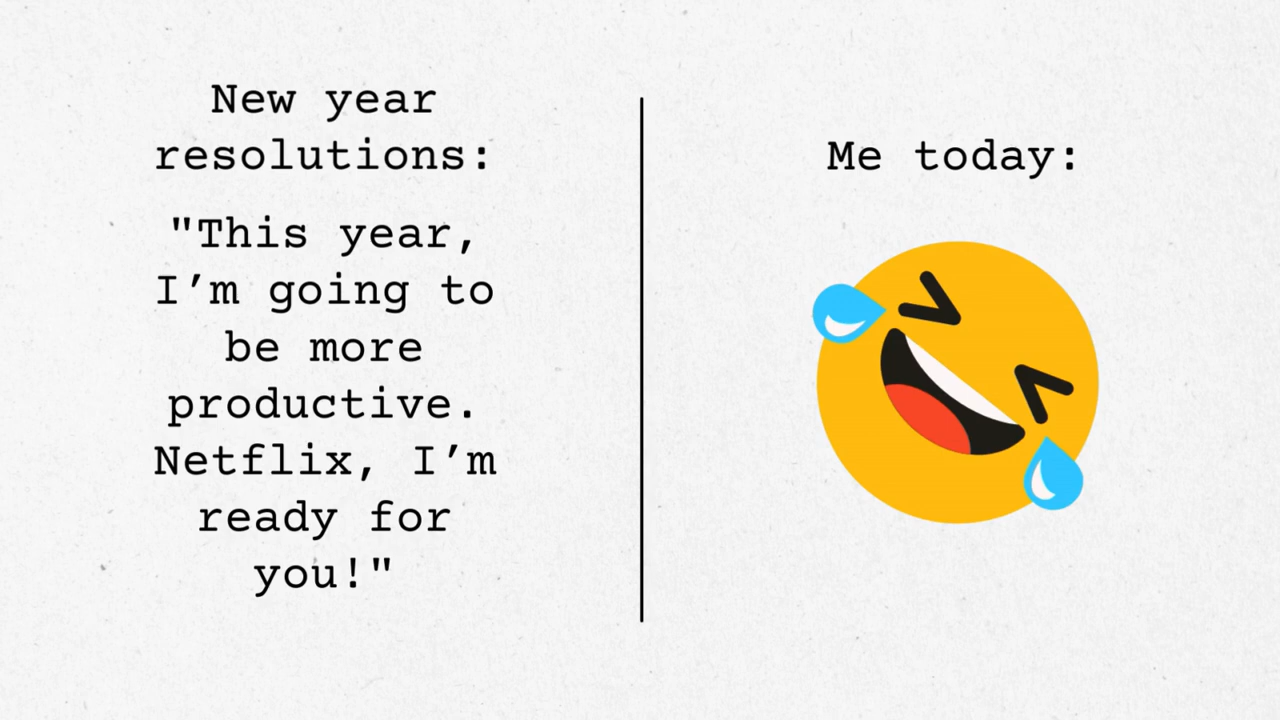 New year
resolutions:
"This year,
I’m going to
be more
productive.
Netflix, I’m
ready for
you!"
Me today: